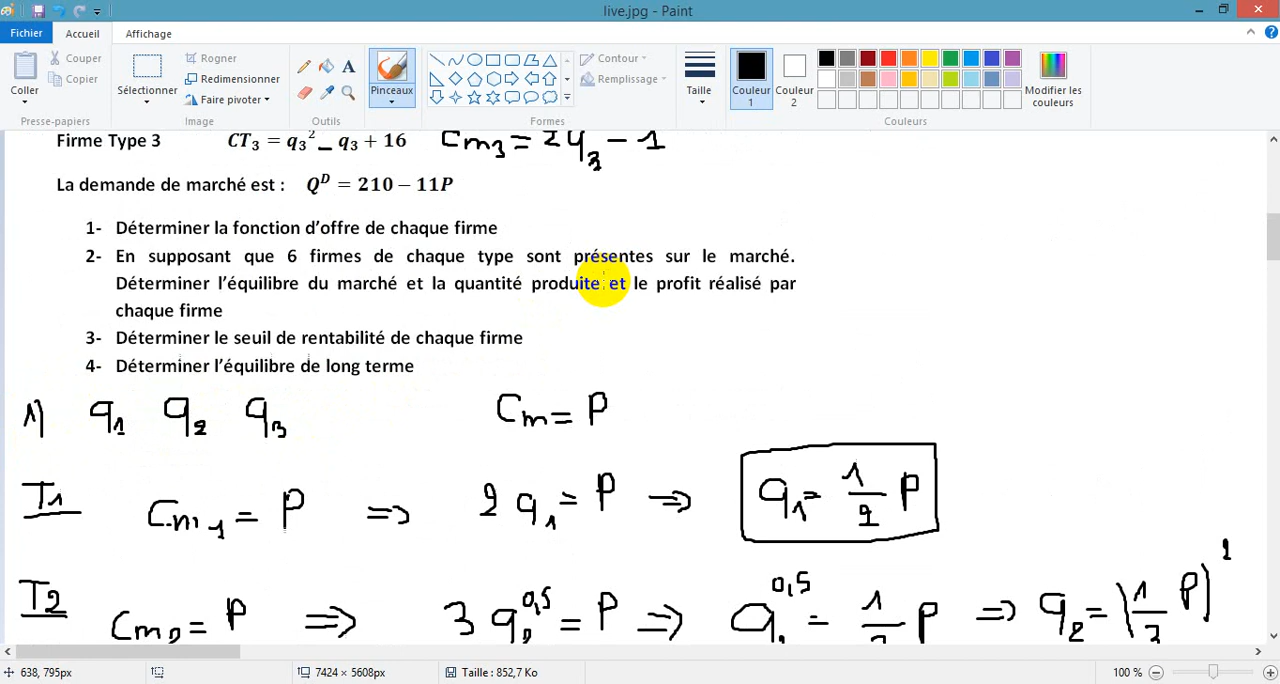 live.jpg - Paint
Fichier Accueil Affichage
Coller
Couper
Copier
Presse-papiers
Sélectionner
Rogner
Redimensionner
Faire pivoter
Image
Outils
Pinceaux
Contour
Remplissage
Formes
Taille
Couleur 1
Couleur 2
Modifier les couleurs
Couleurs
Firme Type 3 CT₃ = q₃² _ q₃ + 16 Cm₃ = 2q₃ - 1
La demande de marché est : Q^D = 210 − 11P
1- Déterminer la fonction d'offre de chaque firme
2- En supposant que 6 firmes de chaque type sont présentes sur le marché.
Déterminer l'équilibre du marché et la quantité produite et le profit réalisé par
chaque firme
3- Déterminer le seuil de rentabilité de chaque firme
4- Déterminer l'équilibre de long terme
1) q₁ q₂ q₃ Cm = P
T1 Cm₁ = P ⇒ 2 q₁ = P ⇒ q₁ = 1/2 P
T2 Cm₂ = P ⇒ 3 q₂^0,5 = P ⇒ q₂^0,5 = 1/3 P ⇒ q₂ = (1/3 P)²
638, 795px 7424 × 5608px Taille : 852,7 Ko 100 %